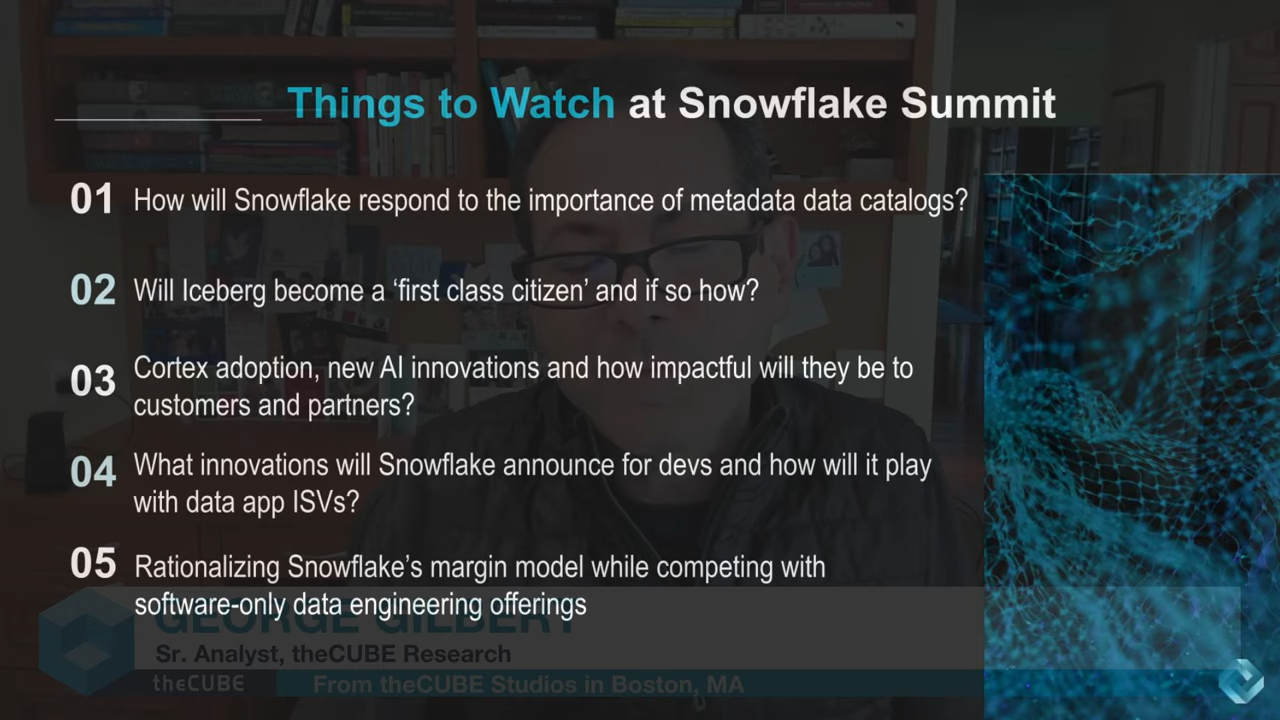 Things to Watch at Snowflake Summit
01 How will Snowflake respond to the importance of metadata data catalogs?
02 Will Iceberg become a ‘first class citizen’ and if so how?
03 Cortex adoption, new AI innovations and how impactful will they be to
customers and partners?
04 What innovations will Snowflake announce for devs and how will it play
with data app ISVs?
05 Rationalizing Snowflake’s margin model while competing with
software-only data engineering offerings
GEORGE GILBERT
Sr. Analyst, theCUBE Research
theCUBE From theCUBE Studios in Boston, MA